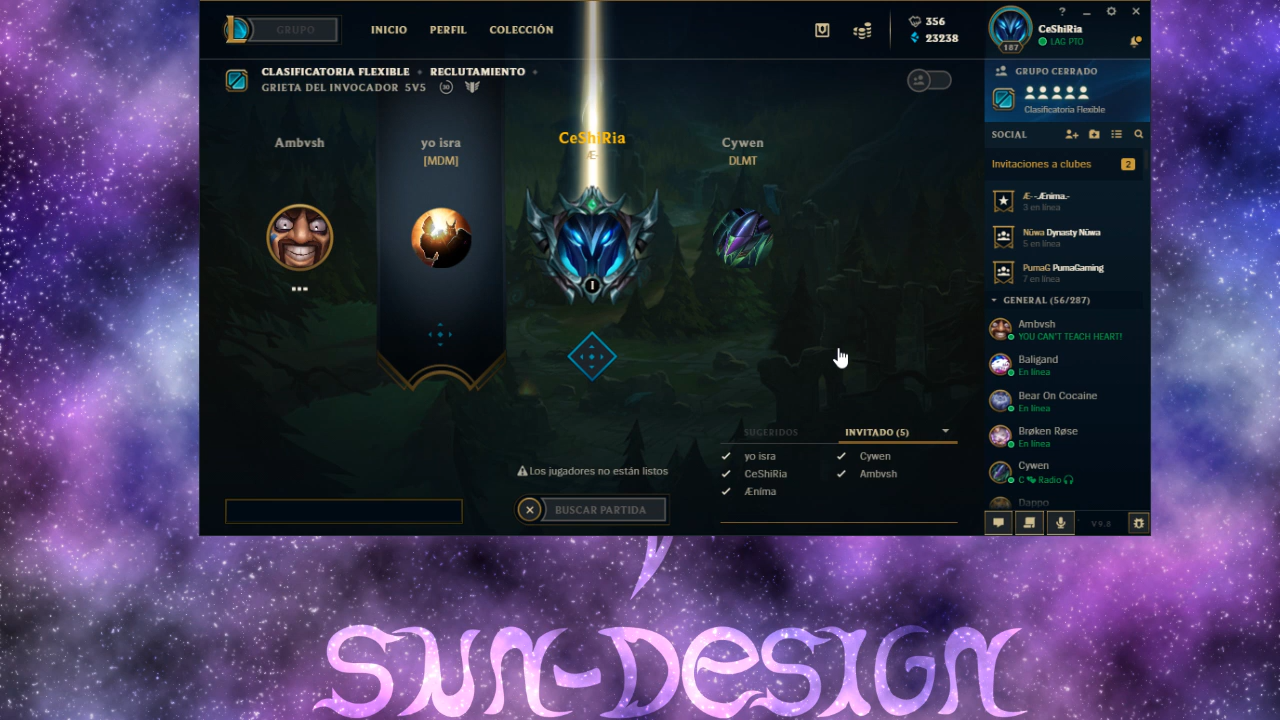 GRUPO
INICIO
PERFIL
COLECCIÓN
356
23238
?
CeShiRia
LAG PTO
187
CLASIFICATORIA FLEXIBLE • RECLUTAMIENTO •
GRIETA DEL INVOCADOR 5V5
30
GRUPO CERRADO
Clasificatoria Flexible
SOCIAL
Invitaciones a clubes
2
Æ- -.Ænima.-
3 en línea
Nüwa Dynasty Nüwa
5 en línea
PumaG PumaGaming
7 en línea
GENERAL (56/287)
Ambvsh
YOU CAN'T TEACH HEART!
Baligand
En línea
Bear On Cocaine
En línea
Brøken Røse
En línea
Cywen
C Radio
Dappo
V9.8
Ambvsh
yo isra
[MDM]
CeShiRia
Æ-
I
Cywen
DLMT
SUGERIDOS
INVITADO (5)
yo isra
Cywen
CeShiRia
Ambvsh
Ænima
Los jugadores no están listos
BUSCAR PARTIDA
SUN-DESIGN